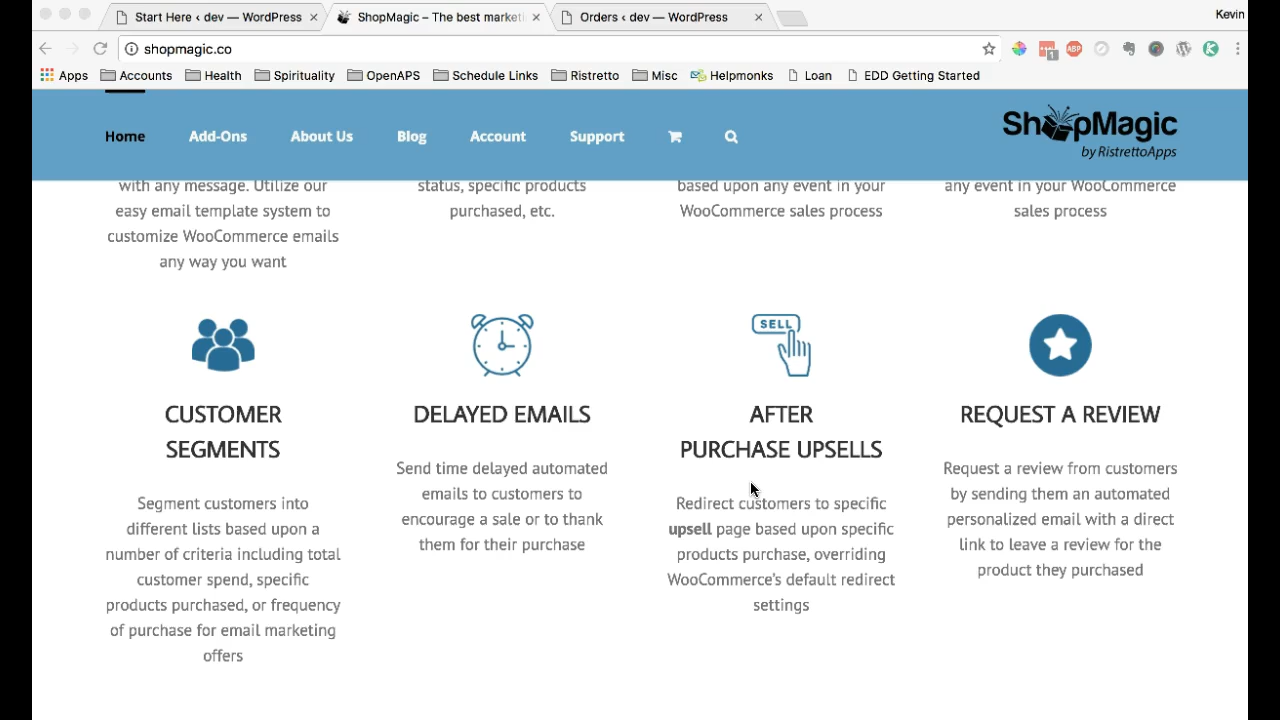 Start Here ‹ dev — WordPress
ShopMagic – The best marketi
Orders ‹ dev — WordPress
Kevin
shopmagic.co
1
ABP
K
Apps
Accounts
Health
Spirituality
OpenAPS
Schedule Links
Ristretto
Misc
Helpmonks
Loan
EDD Getting Started
Home
Add-Ons
About Us
Blog
Account
Support
ShopMagic
by RistrettoApps
with any message. Utilize our
easy email template system to
customize WooCommerce emails
any way you want
status, specific products
purchased, etc.
based upon any event in your
WooCommerce sales process
any event in your WooCommerce
sales process
CUSTOMER
SEGMENTS
Segment customers into
different lists based upon a
number of criteria including total
customer spend, specific
products purchased, or frequency
of purchase for email marketing
offers
DELAYED EMAILS
Send time delayed automated
emails to customers to
encourage a sale or to thank
them for their purchase
SELL
AFTER
PURCHASE UPSELLS
Redirect customers to specific
upsell page based upon specific
products purchase, overriding
WooCommerce's default redirect
settings
REQUEST A REVIEW
Request a review from customers
by sending them an automated
personalized email with a direct
link to leave a review for the
product they purchased